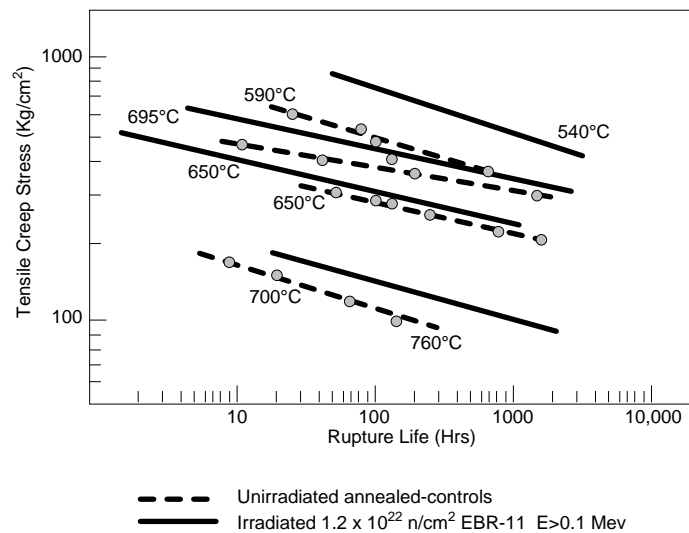 Tensile Creep Stress (Kg/cm²)
1000
100
590°C
695°C
540°C
650°C
650°C
700°C
760°C
10 100 1000 10,000
Rupture Life (Hrs)
Unirradiated annealed-controls
Irradiated 1.2 x 10²² n/cm² EBR-11 E>0.1 Mev